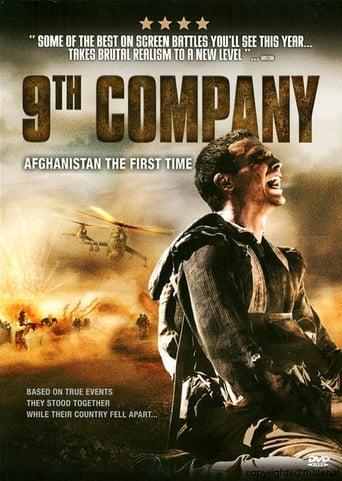 " SOME OF THE BEST ON SCREEN BATTLES YOU'LL SEE THIS YEAR...
TAKES BRUTAL REALISM TO A NEW LEVEL "
9TH COMPANY
AFGHANISTAN THE FIRST TIME
BASED ON TRUE EVENTS
THEY STOOD TOGETHER
WHILE THEIR COUNTRY FELL APART...
DVD